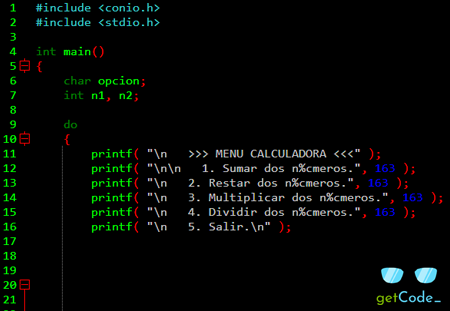 1 #include <conio.h>
2 #include <stdio.h>
3
4 int main()
5 {
6 char opcion;
7 int n1, n2;
8
9 do
10 {
11 printf( "\n   >>> MENU CALCULADORA <<<" );
12 printf( "\n\n   1. Sumar dos n%cmeros.", 163 );
13 printf( "\n   2. Restar dos n%cmeros.", 163 );
14 printf( "\n   3. Multiplicar dos n%cmeros.", 163 );
15 printf( "\n   4. Dividir dos n%cmeros.", 163 );
16 printf( "\n   5. Salir.\n" );
17
18
19
20
21
getCode_